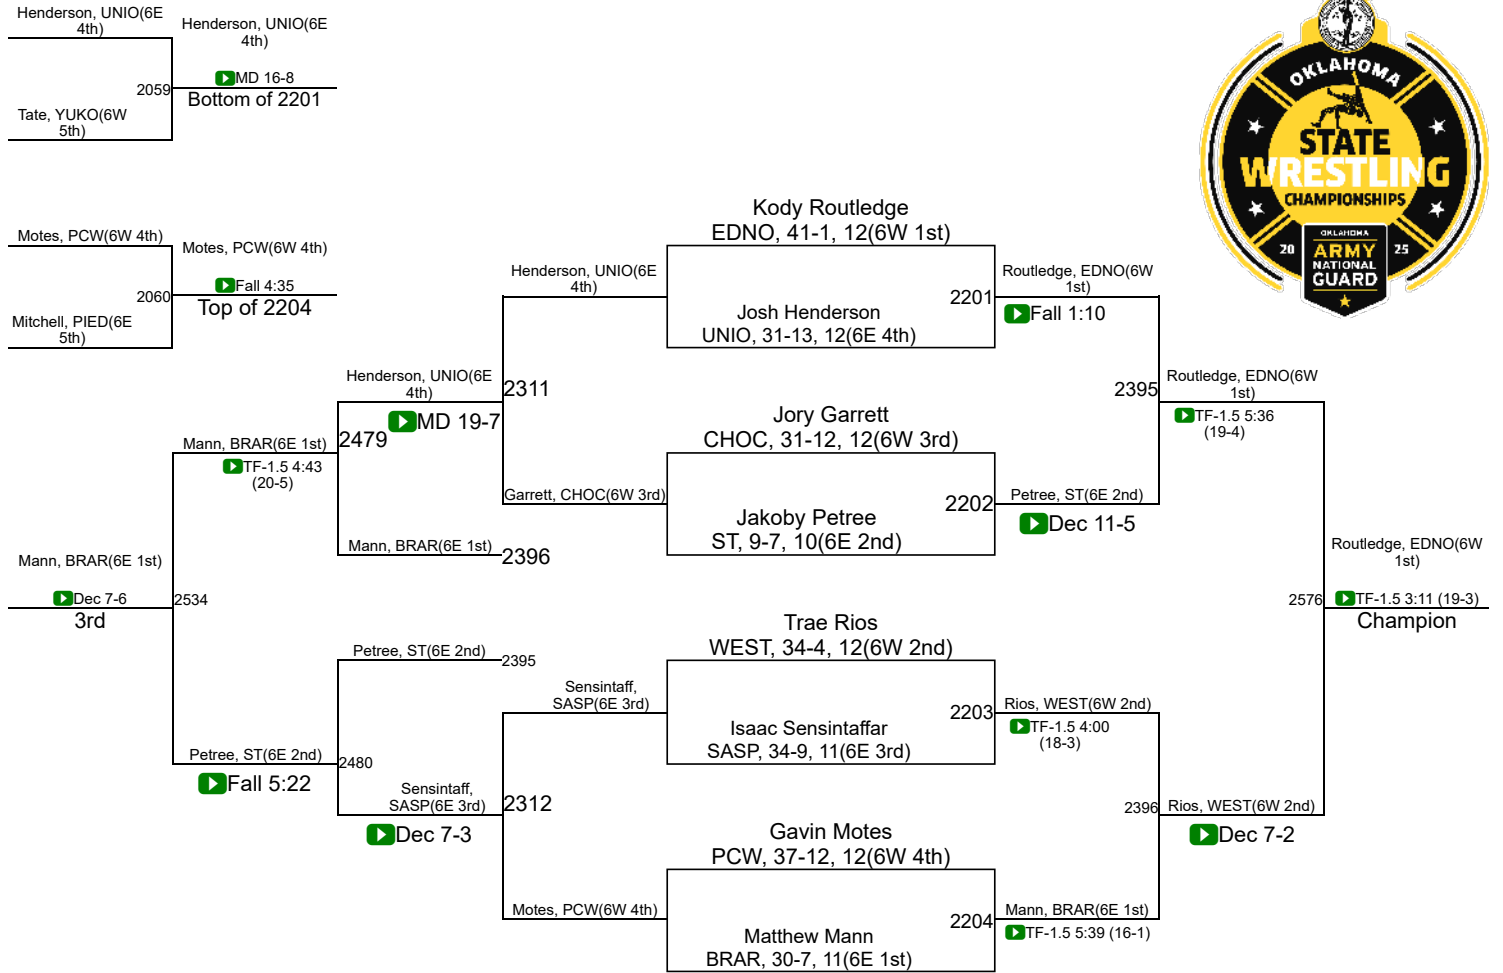 Henderson, UNIO(6E
4th)
Henderson, UNIO(6E
4th)
MD 16-8
2059
Bottom of 2201
Tate, YUKO(6W
5th)
Motes, PCW(6W 4th)
Motes, PCW(6W 4th)
Fall 4:35
2060
Top of 2204
Mitchell, PIED(6E
5th)
OKLAHOMA
STATE
WRESTLING
CHAMPIONSHIPS
20 25
OKLAHOMA
ARMY
NATIONAL
GUARD
Kody Routledge
EDNO, 41-1, 12(6W 1st)
Henderson, UNIO(6E
4th)
2201
Josh Henderson
UNIO, 31-13, 12(6E 4th)
Routledge, EDNO(6W
1st)
Fall 1:10
Henderson, UNIO(6E
4th)
2311
MD 19-7
2395
Routledge, EDNO(6W
1st)
TF-1.5 5:36
(19-4)
Jory Garrett
CHOC, 31-12, 12(6W 3rd)
Mann, BRAR(6E 1st)
2479
TF-1.5 4:43
(20-5)
Garrett, CHOC(6W 3rd)
2202
Petree, ST(6E 2nd)
Jakoby Petree
ST, 9-7, 10(6E 2nd)
Dec 11-5
Mann, BRAR(6E 1st)
2396
Mann, BRAR(6E 1st)
Dec 7-6
2534
3rd
Routledge, EDNO(6W
1st)
2576
TF-1.5 3:11 (19-3)
Champion
Trae Rios
WEST, 34-4, 12(6W 2nd)
Petree, ST(6E 2nd)
2395
Sensintaff,
SASP(6E 3rd)
2203
Rios, WEST(6W 2nd)
Isaac Sensintaffar
SASP, 34-9, 11(6E 3rd)
TF-1.5 4:00
(18-3)
Petree, ST(6E 2nd)
2480
Fall 5:22
Sensintaff,
SASP(6E 3rd)
2312
Dec 7-3
2396
Rios, WEST(6W 2nd)
Dec 7-2
Gavin Motes
PCW, 37-12, 12(6W 4th)
Motes, PCW(6W 4th)
2204
Mann, BRAR(6E 1st)
Matthew Mann
BRAR, 30-7, 11(6E 1st)
TF-1.5 5:39 (16-1)